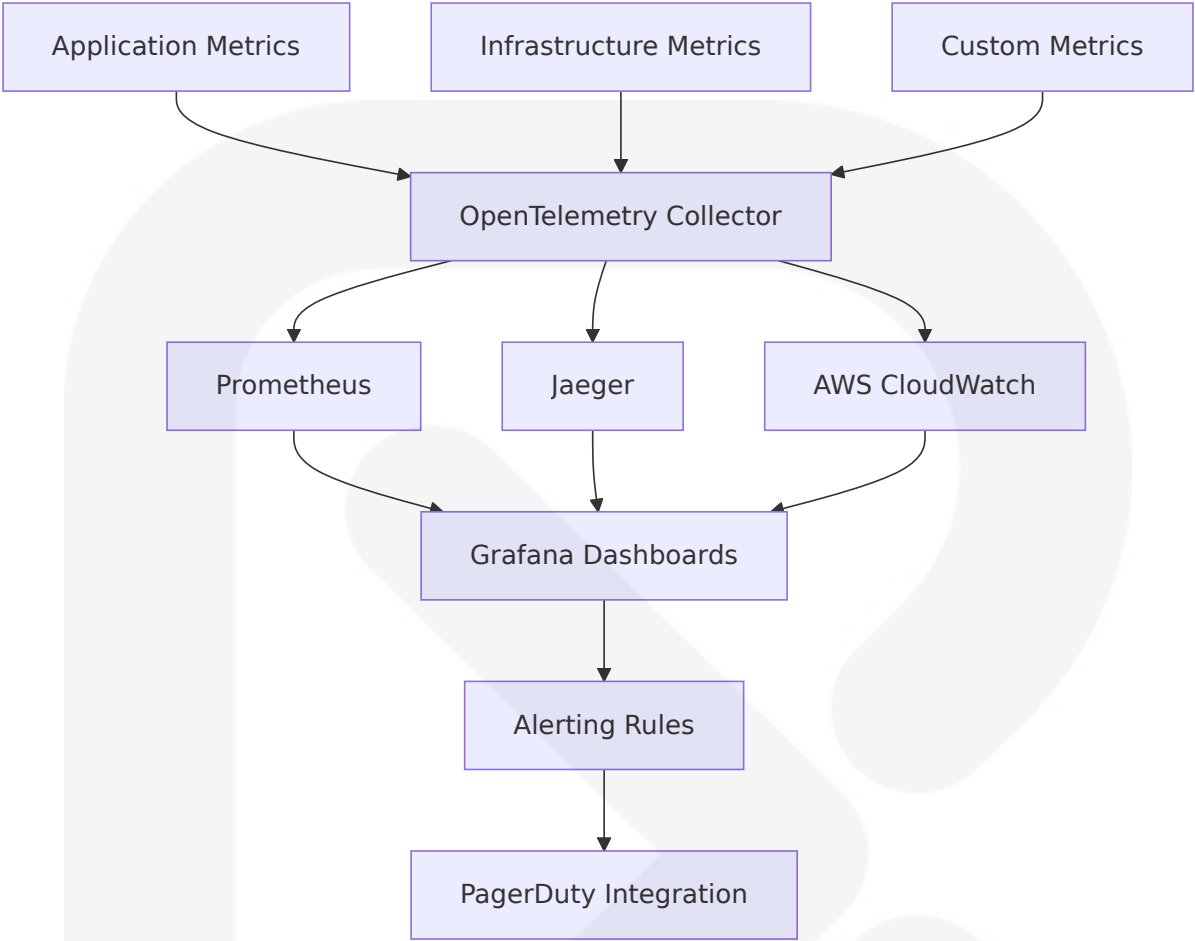 Application Metrics
Infrastructure Metrics
Custom Metrics
OpenTelemetry Collector
Prometheus
Jaeger
AWS CloudWatch
Grafana Dashboards
Alerting Rules
PagerDuty Integration